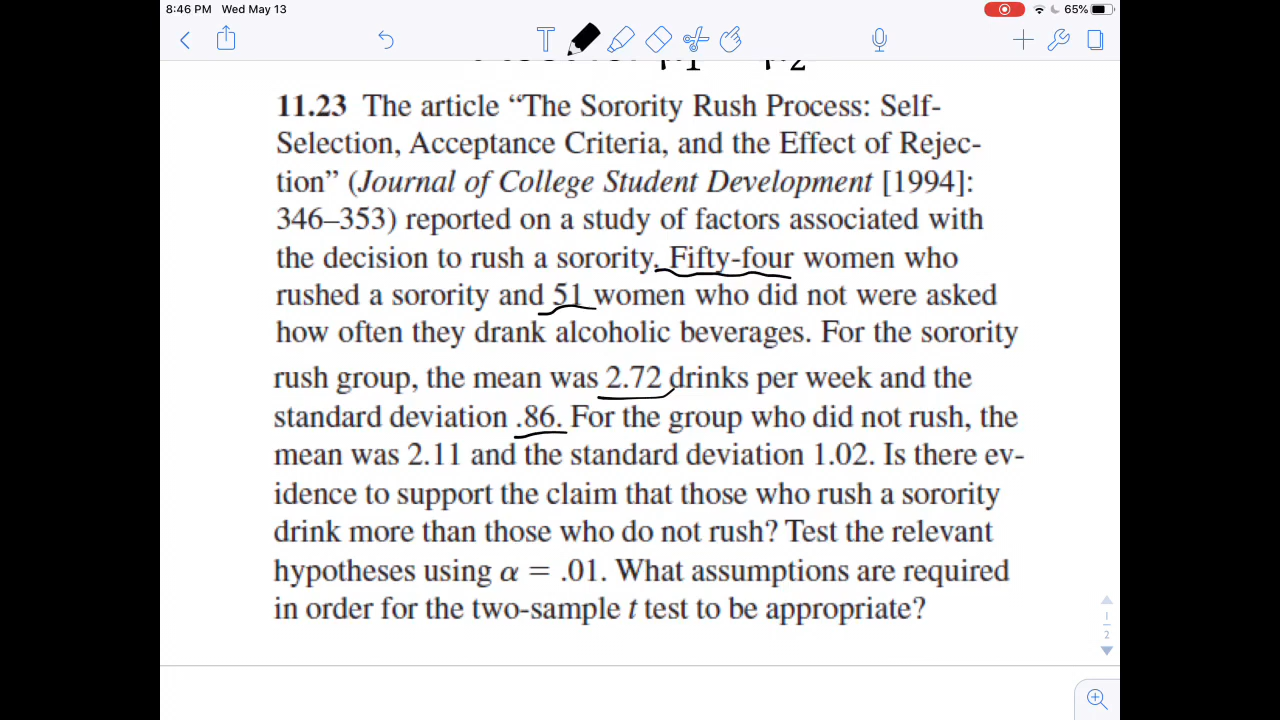 8:46 PM Wed May 13
65%
T
μ1 μ2
11.23 The article “The Sorority Rush Process: Self-
Selection, Acceptance Criteria, and the Effect of Rejec-
tion” (Journal of College Student Development [1994]:
346–353) reported on a study of factors associated with
the decision to rush a sorority. Fifty-four women who
rushed a sorority and 51 women who did not were asked
how often they drank alcoholic beverages. For the sorority
rush group, the mean was 2.72 drinks per week and the
standard deviation .86. For the group who did not rush, the
mean was 2.11 and the standard deviation 1.02. Is there ev-
idence to support the claim that those who rush a sorority
drink more than those who do not rush? Test the relevant
hypotheses using α = .01. What assumptions are required
in order for the two-sample t test to be appropriate?
1
2